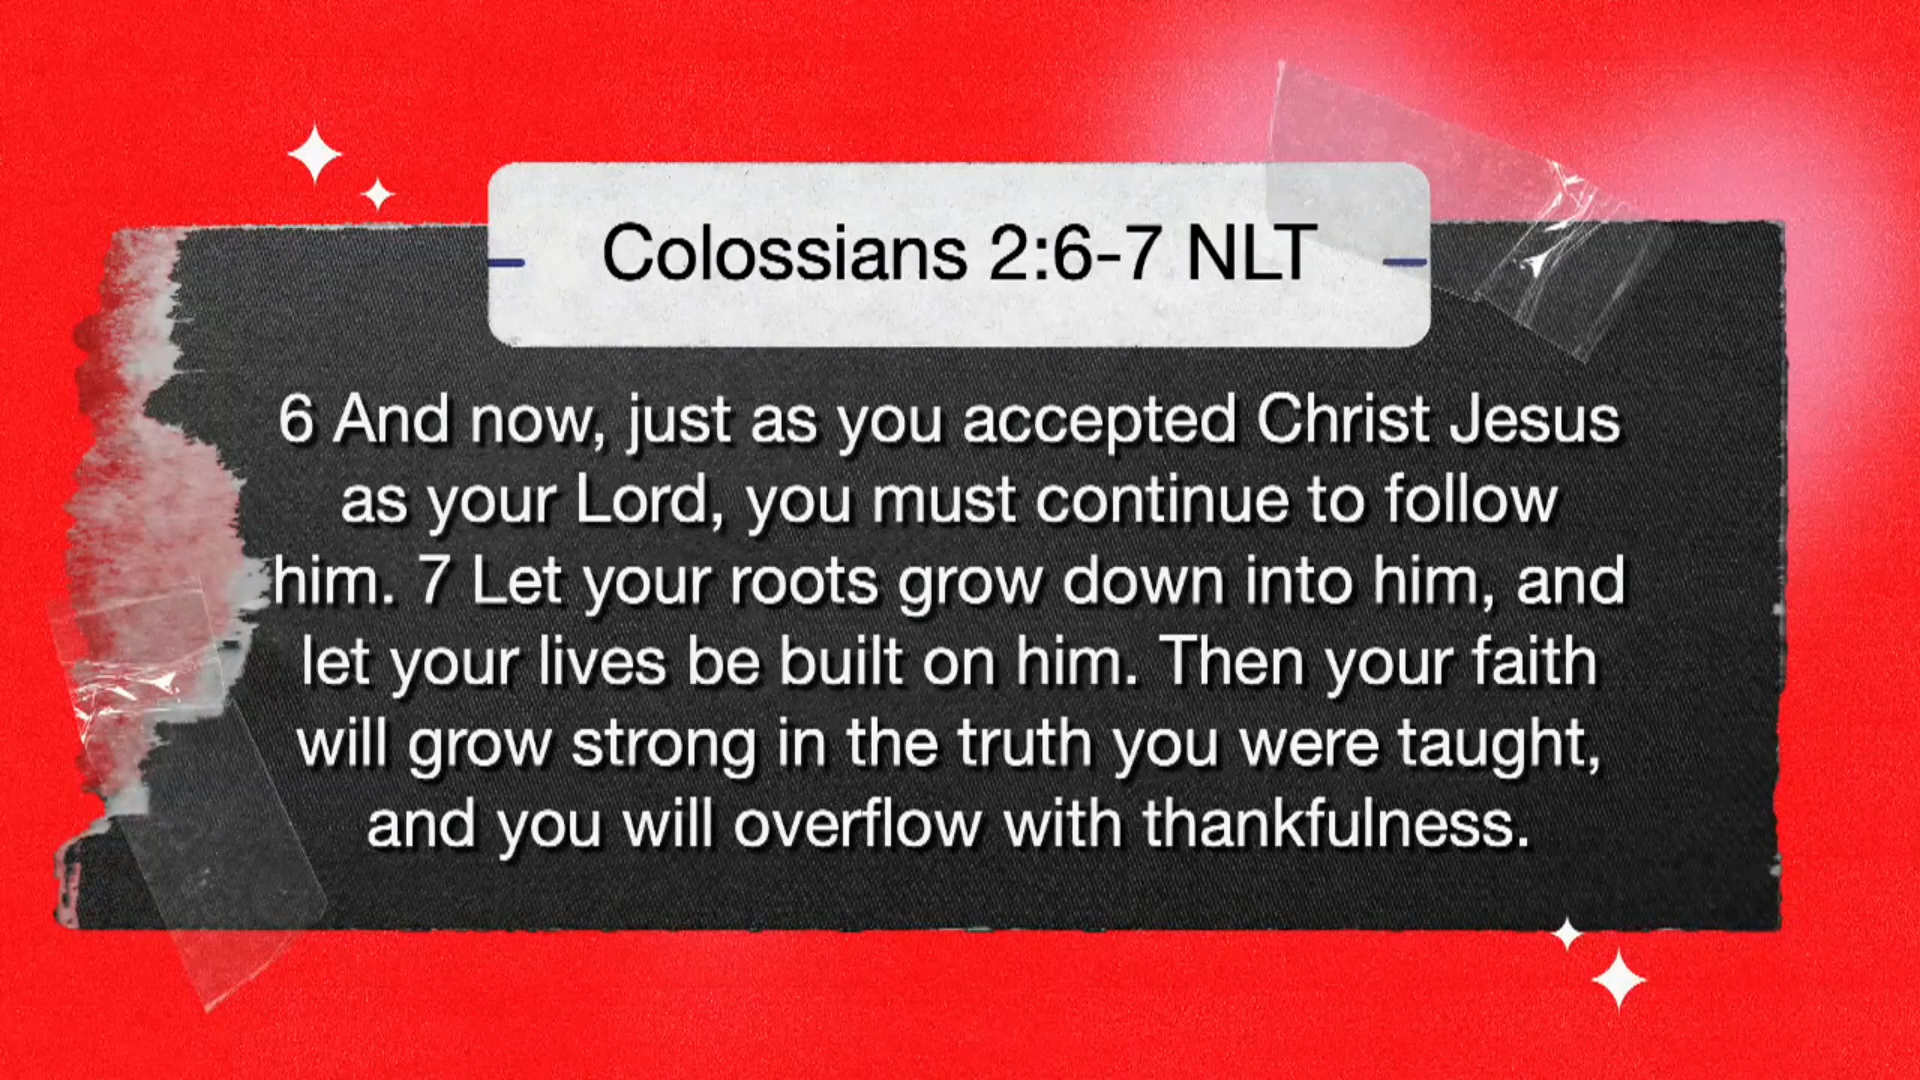 Colossians 2:6-7 NLT
6 And now, just as you accepted Christ Jesus
as your Lord, you must continue to follow
him. 7 Let your roots grow down into him, and
let your lives be built on him. Then your faith
will grow strong in the truth you were taught,
and you will overflow with thankfulness.